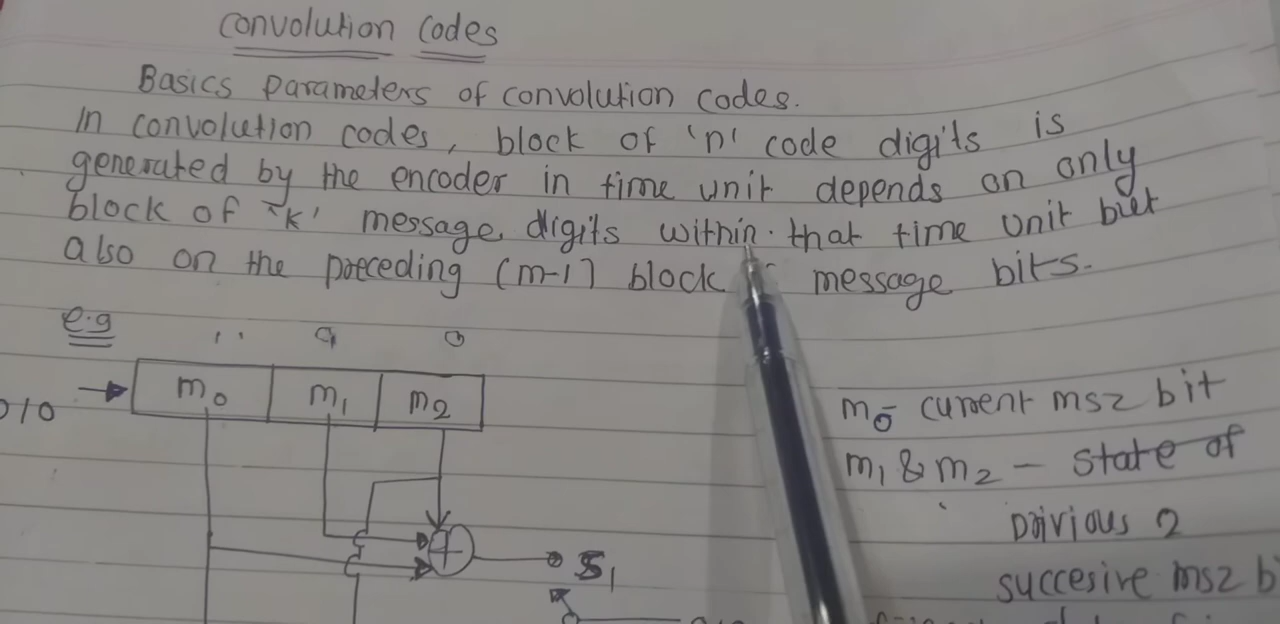 convolution Codes
Basics parameters of convolution codes.
In convolution codes, block of 'n' code digits is
generated by the encoder in time unit depends on only
block of 'k' message digits within that time unit but
also on the preceding (m-1) block message bits.
e.g
010
m0 m1 m2
m0 - current msz bit
m1 & m2 - state of
privious 2
succesive msz b
S1